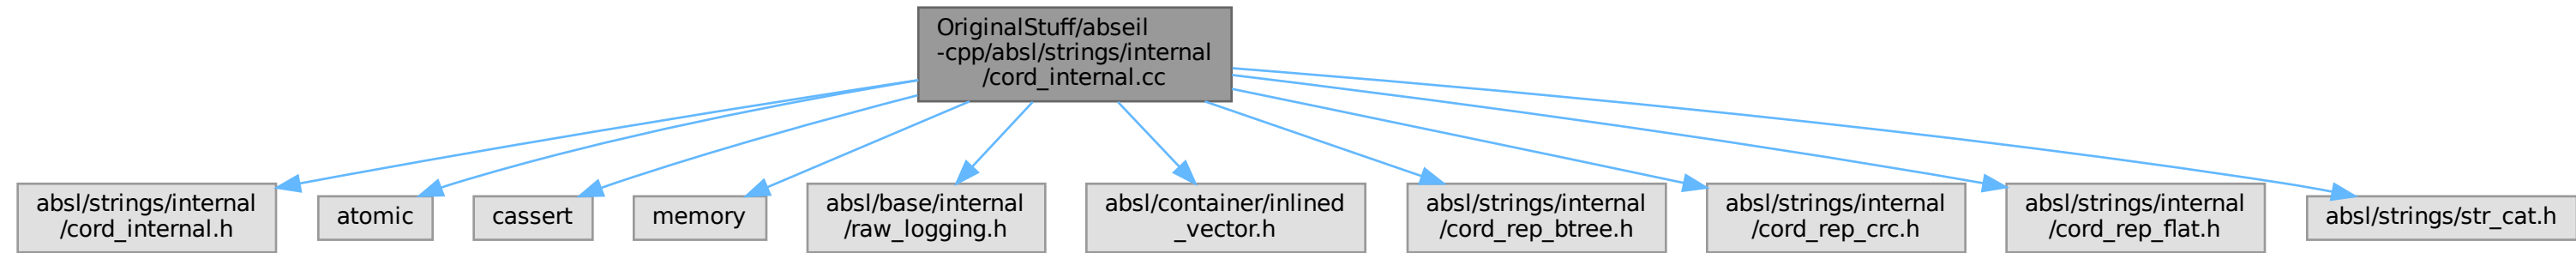 OriginalStuff/abseil
-cpp/absl/strings/internal
/cord_internal.cc
absl/strings/internal
/cord_internal.h
atomic
cassert
memory
absl/base/internal
/raw_logging.h
absl/container/inlined
_vector.h
absl/strings/internal
/cord_rep_btree.h
absl/strings/internal
/cord_rep_crc.h
absl/strings/internal
/cord_rep_flat.h
absl/strings/str_cat.h